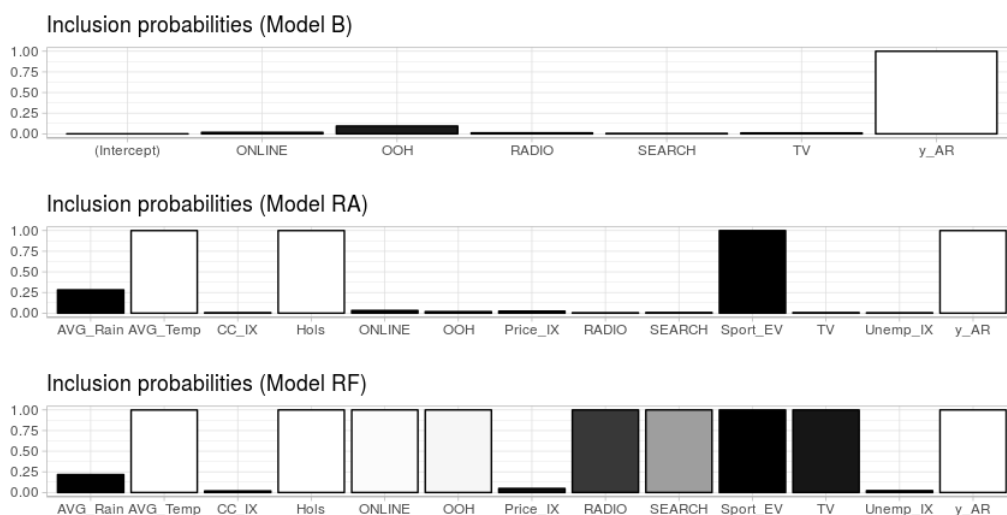 Inclusion probabilities (Model B)
1.00
0.75
0.50
0.25
0.00
(Intercept) ONLINE OOH RADIO SEARCH TV y_AR
Inclusion probabilities (Model RA)
1.00
0.75
0.50
0.25
0.00
AVG_Rain AVG_Temp CC_IX Hols ONLINE OOH Price_IX RADIO SEARCH Sport_EV TV Unemp_IX y_AR
Inclusion probabilities (Model RF)
1.00
0.75
0.50
0.25
0.00
AVG_Rain AVG_Temp CC_IX Hols ONLINE OOH Price_IX RADIO SEARCH Sport_EV TV Unemp_IX y_AR